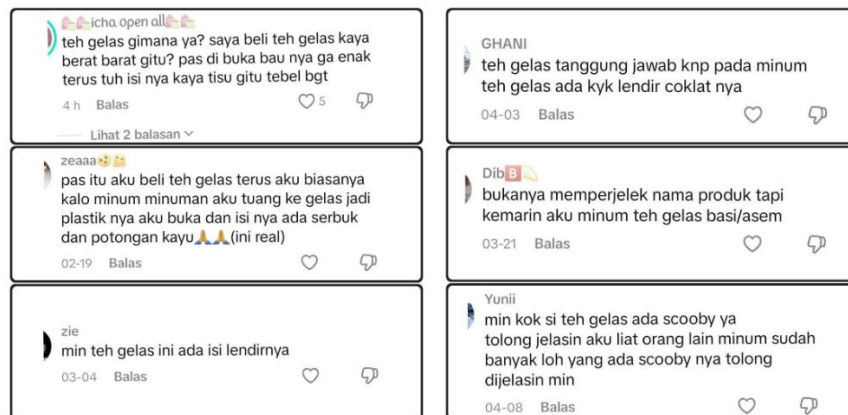 icha open all
teh gelas gimana ya? saya beli teh gelas kaya
berat barat gitu? pas di buka bau nya ga enak
terus tuh isi nya kaya tisu gitu tebel bgt
4 h Balas 5
Lihat 2 balasan
zeaaa
pas itu aku beli teh gelas terus aku biasanya
kalo minum minuman aku tuang ke gelas jadi
plastik nya aku buka dan isi nya ada serbuk
dan potongan kayu🙏🙏(ini real)
02-19 Balas
zie
min teh gelas ini ada isi lendirnya
03-04 Balas
GHANI
teh gelas tanggung jawab knp pada minum
teh gelas ada kyk lendir coklat nya
04-03 Balas
Dib🅱️💫
bukanya memperjelek nama produk tapi
kemarin aku minum teh gelas basi/asem
03-21 Balas
Yunii
min kok si teh gelas ada scooby ya
tolong jelasin aku liat orang lain minum sudah
banyak loh yang ada scooby nya tolong
dijelasin min
04-08 Balas